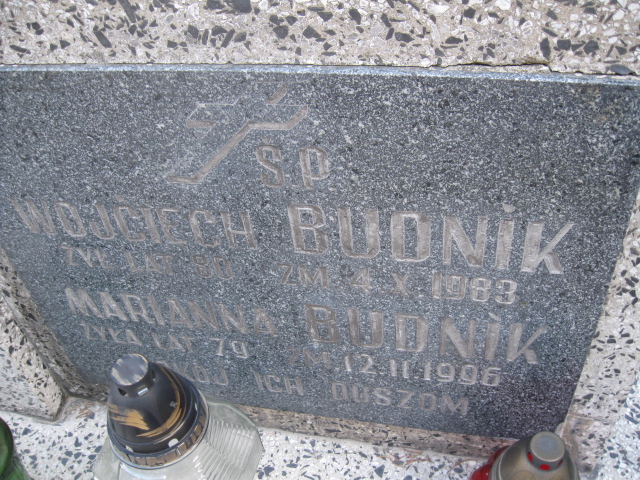 Ś.P.
WOJCIECH BUDNIK
ŻYŁ LAT 80 ZM. 4 X 1983
MARIANNA BUDNIK
ŻYŁA LAT 79 ZM. 12.II.1996
ICH DUSZOM